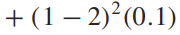 + (1 – 2)²(0.1)